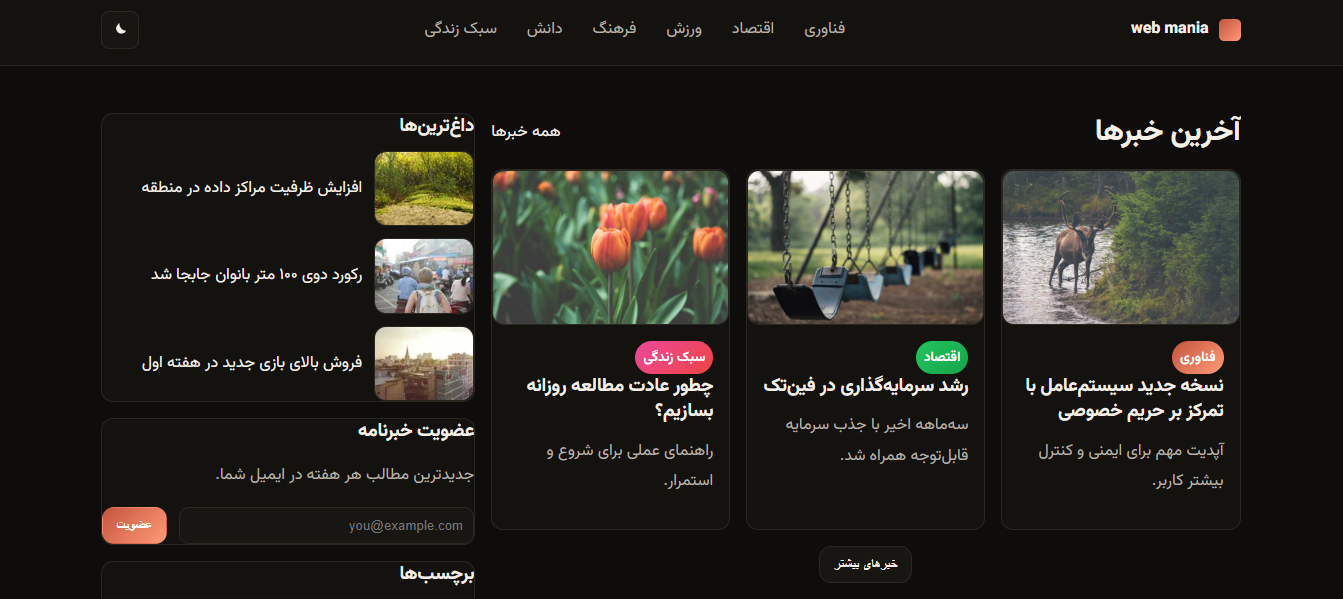 web mania
فناوری
اقتصاد
ورزش
فرهنگ
دانش
سبک زندگی
آخرین خبرها
همه خبرها
فناوری
نسخه جدید سیستم‌عامل با
تمرکز بر حریم خصوصی
آپدیت مهم برای ایمنی و کنترل
بیشتر کاربر.
اقتصاد
رشد سرمایه‌گذاری در فین‌تک
سه‌ماهه اخیر با جذب سرمایه
قابل‌توجه همراه شد.
سبک زندگی
چطور عادت مطالعه روزانه
بسازیم؟
راهنمای عملی برای شروع و
استمرار.
خبرهای بیشتر
داغ‌ترین‌ها
افزایش ظرفیت مراکز داده در منطقه
رکورد دوی ۱۰۰ متر بانوان جابجا شد
فروش بالای بازی جدید در هفته اول
عضویت خبرنامه
جدیدترین مطالب هر هفته در ایمیل شما.
you@example.com
عضویت
برچسب‌ها